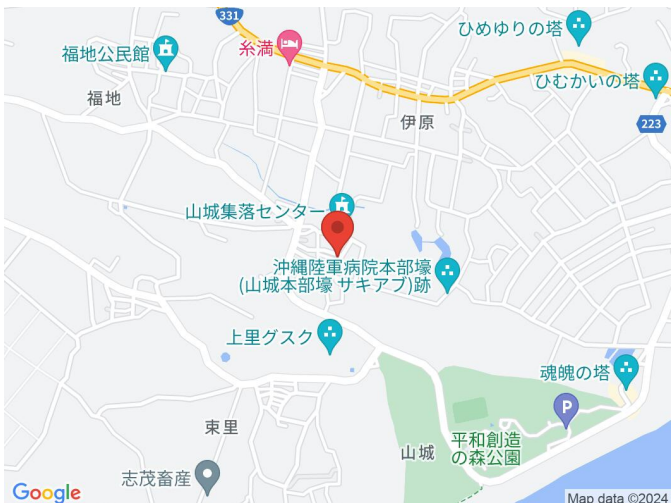 331
ひめゆりの塔
福地公民館
糸満
ひむかいの塔
福地
伊原
223
山城集落センター
沖縄陸軍病院本部壕
(山城本部壕 サキアブ)跡
上里グスク
魂魄の塔
P
束里
山城
平和創造
の森公園
志茂畜産
Google
Map data ©2024